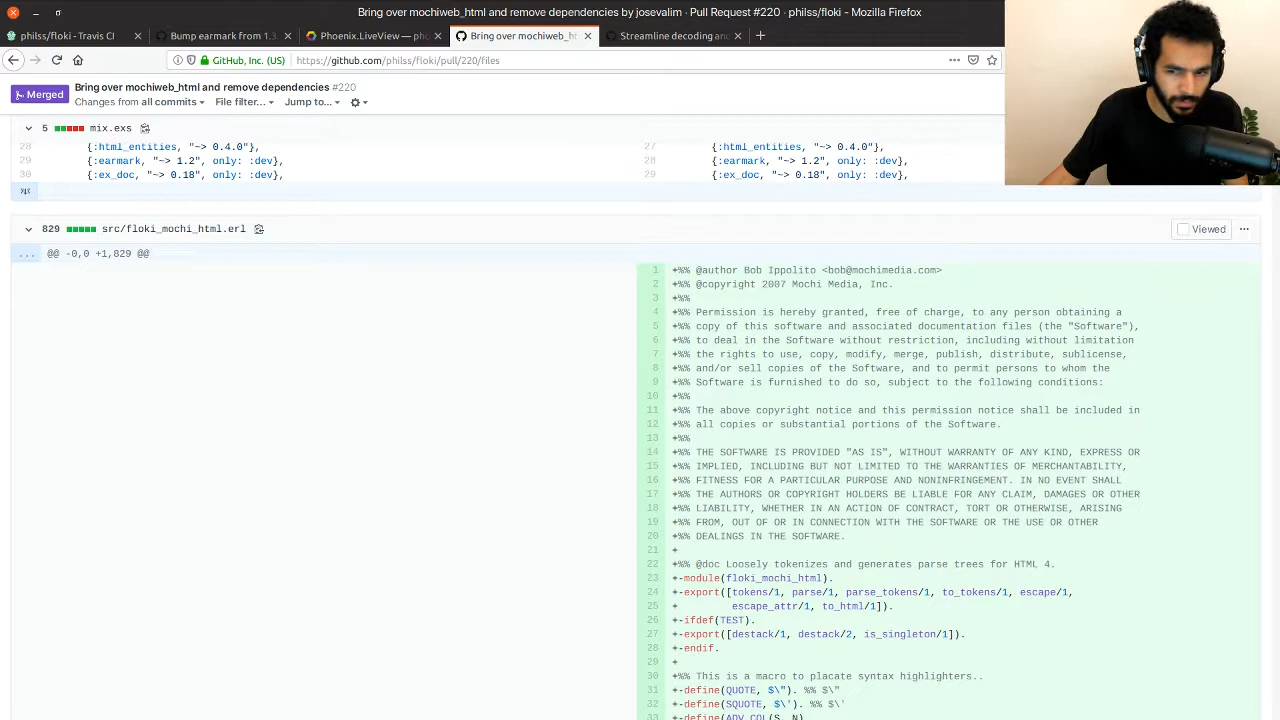 Bring over mochiweb_html and remove dependencies by josevalim · Pull Request #220 · philss/floki - Mozilla Firefox
philss/floki - Travis CI
Bump earmark from 1.3.
Phoenix.LiveView — pho
Bring over mochiweb_ht
Streamline decoding and
GitHub, Inc. (US)
https://github.com/philss/floki/pull/220/files
Merged
Bring over mochiweb_html and remove dependencies #220
Changes from all commits
File filter...
Jump to...
5 mix.exs
28 {:html_entities, "~> 0.4.0"}, 27 {:html_entities, "~> 0.4.0"},
29 {:earmark, "~> 1.2", only: :dev}, 28 {:earmark, "~> 1.2", only: :dev},
30 {:ex_doc, "~> 0.18", only: :dev}, 29 {:ex_doc, "~> 0.18", only: :dev},
829 src/floki_mochi_html.erl
Viewed
... @@ -0,0 +1,829 @@
1 +%% @author Bob Ippolito <bob@mochimedia.com>
2 +%% @copyright 2007 Mochi Media, Inc.
3 +%%
4 +%% Permission is hereby granted, free of charge, to any person obtaining a
5 +%% copy of this software and associated documentation files (the "Software"),
6 +%% to deal in the Software without restriction, including without limitation
7 +%% the rights to use, copy, modify, merge, publish, distribute, sublicense,
8 +%% and/or sell copies of the Software, and to permit persons to whom the
9 +%% Software is furnished to do so, subject to the following conditions:
10 +%%
11 +%% The above copyright notice and this permission notice shall be included in
12 +%% all copies or substantial portions of the Software.
13 +%%
14 +%% THE SOFTWARE IS PROVIDED "AS IS", WITHOUT WARRANTY OF ANY KIND, EXPRESS OR
15 +%% IMPLIED, INCLUDING BUT NOT LIMITED TO THE WARRANTIES OF MERCHANTABILITY,
16 +%% FITNESS FOR A PARTICULAR PURPOSE AND NONINFRINGEMENT. IN NO EVENT SHALL
17 +%% THE AUTHORS OR COPYRIGHT HOLDERS BE LIABLE FOR ANY CLAIM, DAMAGES OR OTHER
18 +%% LIABILITY, WHETHER IN AN ACTION OF CONTRACT, TORT OR OTHERWISE, ARISING
19 +%% FROM, OUT OF OR IN CONNECTION WITH THE SOFTWARE OR THE USE OR OTHER
20 +%% DEALINGS IN THE SOFTWARE.
21 +
22 +%% @doc Loosely tokenizes and generates parse trees for HTML 4.
23 +-module(floki_mochi_html).
24 +-export([tokens/1, parse/1, parse_tokens/1, to_tokens/1, escape/1,
25 + escape_attr/1, to_html/1]).
26 +-ifdef(TEST).
27 +-export([destack/1, destack/2, is_singleton/1]).
28 +-endif.
29 +
30 +%% This is a macro to placate syntax highlighters..
31 +-define(QUOTE, $\"). %% $\"
32 +-define(SQUOTE, $\'). %% $\'
33 +-define(ADV_COL(S, N),